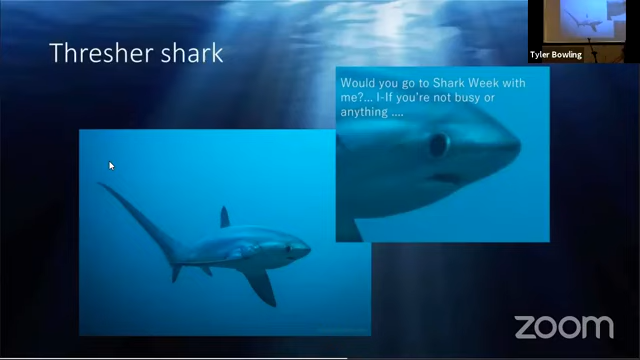 Thresher shark
Tyler Bowling
Would you go to Shark Week with
me?... I-If you're not busy or
anything ....
zoom